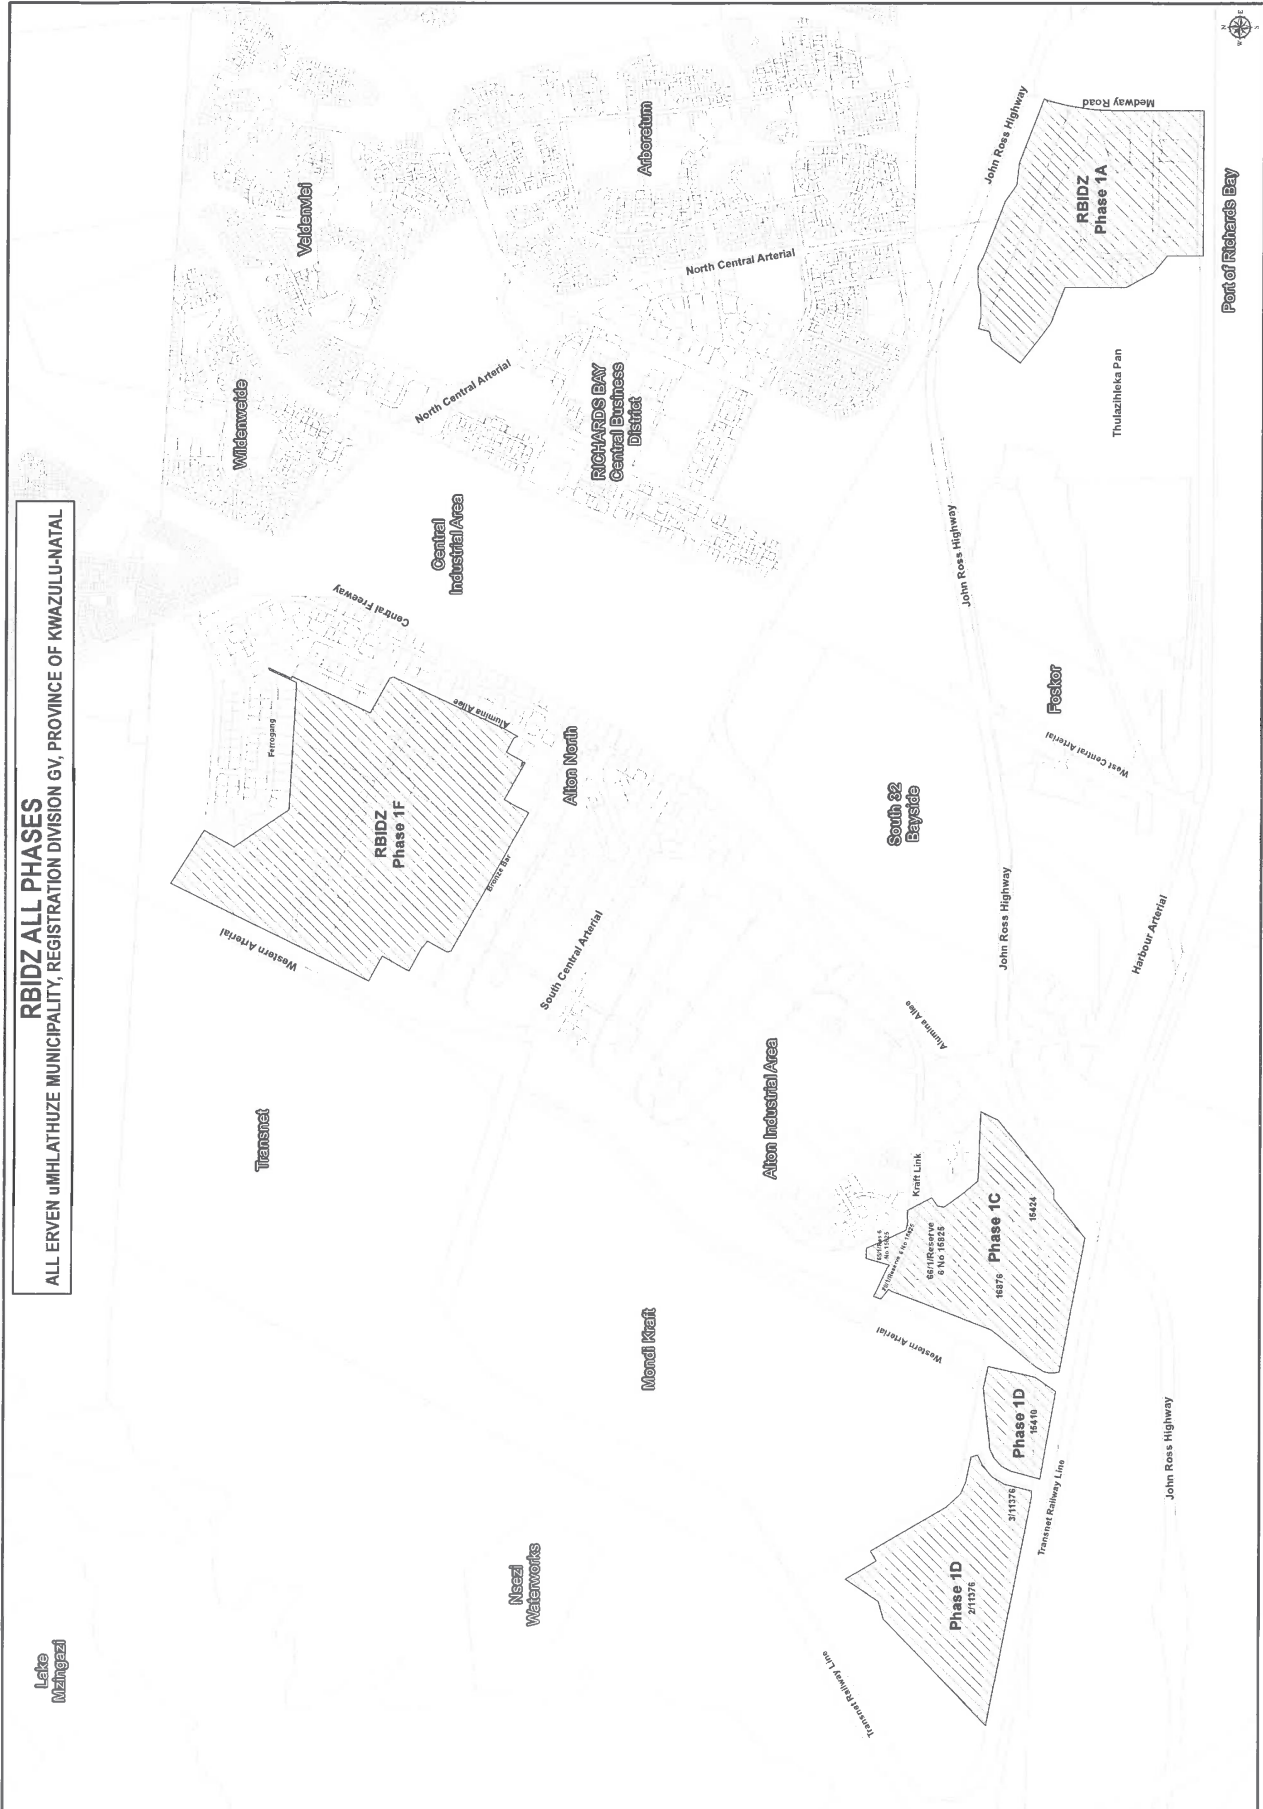 RBIDZ ALL PHASES
ALL ERVEN uMHLATHUZE MUNICIPALITY, REGISTRATION DIVISION GV, PROVINCE OF KWAZULU-NATAL
Lake
Mzingazi
Transnet
Wildenweide
Veldenvlei
Ferrogang
Central Freeway
Western Arterial
RBIDZ
Phase 1F
Alumina Allee
Bronze Bar
Central
Industrial Area
North Central Arterial
Nsezi
Waterworks
South Central Arterial
Alton North
RICHARDS BAY
Central Business
District
Arboretum
North Central Arterial
Mondi Kraft
Alton Industrial Area
Transnet Railway Line
Western Arterial
Kraft Link
Alumina Allee
South 32
Bayside
66/1/Reserve
6 No 15825
Phase 1C
16876
15424
Phase 1D
2/11376
3/11376
Phase 1D
15410
Transnet Railway Line
John Ross Highway
John Ross Highway
John Ross Highway
John Ross Highway
Foskor
West Central Arterial
Harbour Arterial
Thulazihleka Pan
RBIDZ
Phase 1A
Medway Road
Port of Richards Bay
N
E
S
W